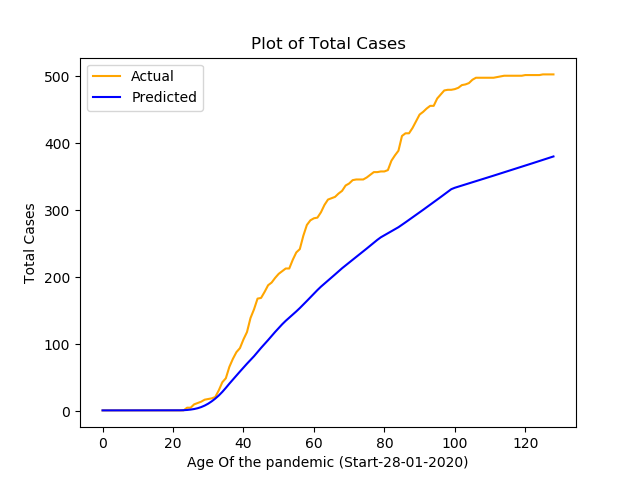 Plot of Total Cases
Actual
Predicted
500
400
300
200
100
0
Total Cases
0 20 40 60 80 100 120
Age Of the pandemic (Start-28-01-2020)